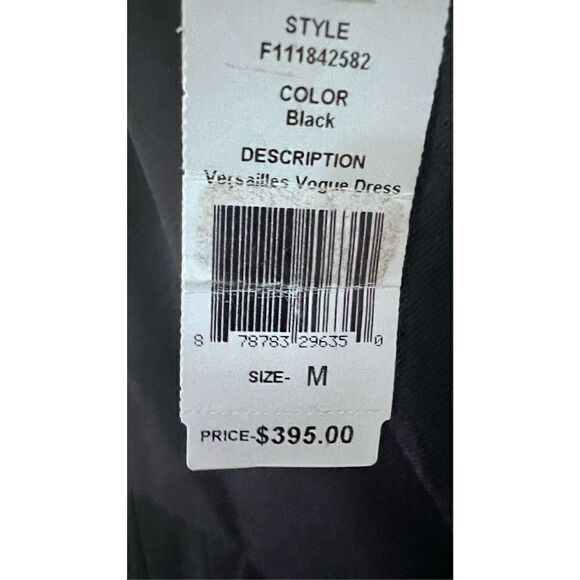 STYLE
F111842582
COLOR
Black
DESCRIPTION
Versailles Vogue Dress
8 78783 29635 0
SIZE- M
PRICE-$395.00